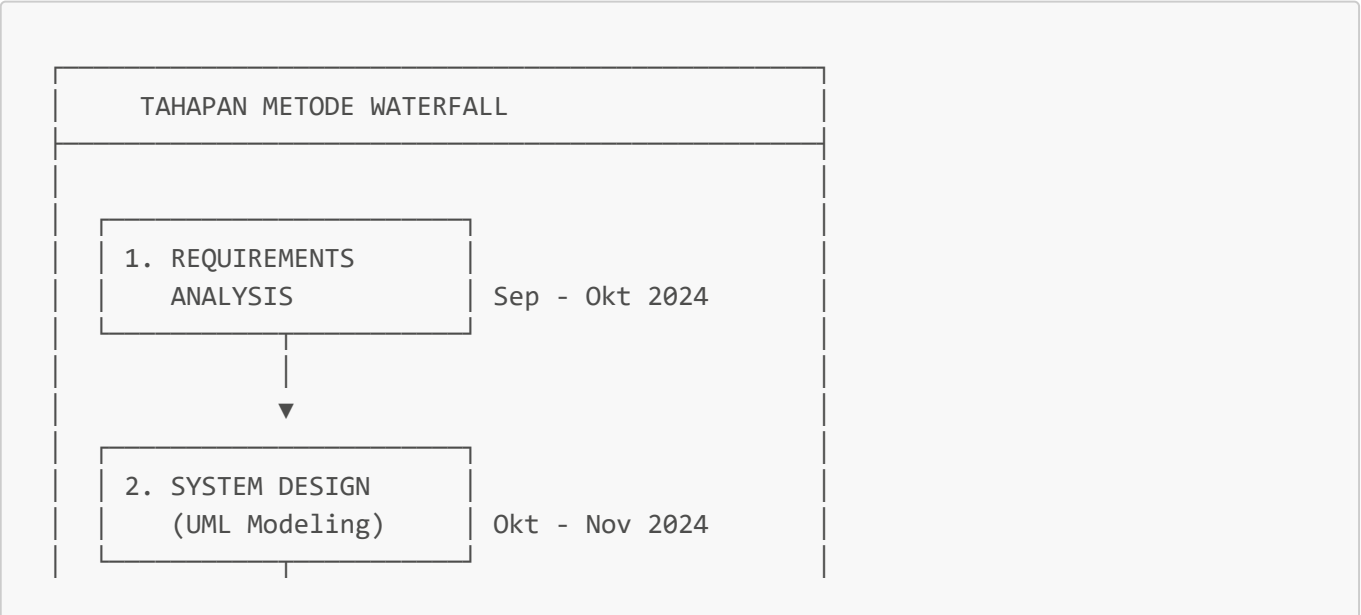 TAHAPAN METODE WATERFALL
1. REQUIREMENTS
ANALYSIS Sep - Okt 2024
2. SYSTEM DESIGN
(UML Modeling) Okt - Nov 2024